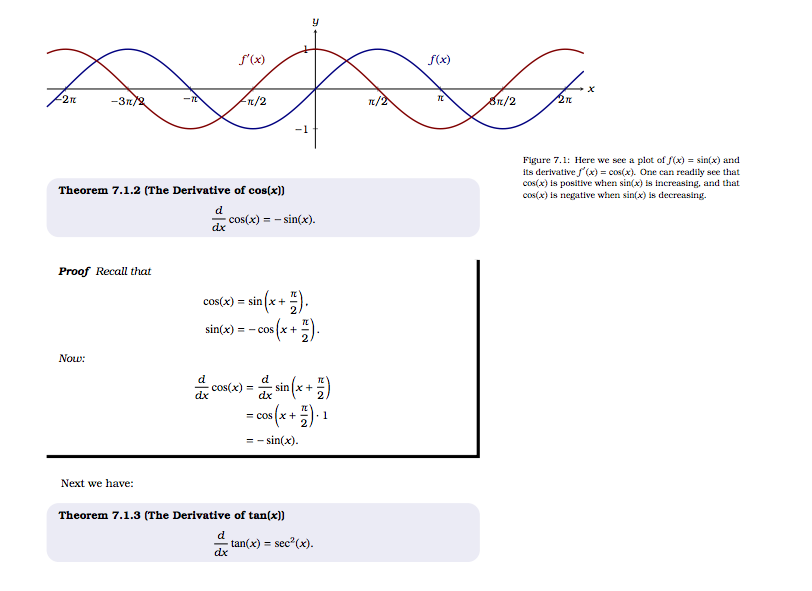 y
f′(x)
f(x)
1
x
−2π −3π/2 −π −π/2 π/2 π 3π/2 2π
−1
Figure 7.1: Here we see a plot of f(x) = sin(x) and
its derivative f′(x) = cos(x). One can readily see that
cos(x) is positive when sin(x) is increasing, and that
cos(x) is negative when sin(x) is decreasing.
Theorem 7.1.2 (The Derivative of cos(x))
d/dx cos(x) = − sin(x).
Proof Recall that
cos(x) = sin(x + π/2),
sin(x) = − cos(x + π/2).
Now:
d/dx cos(x) = d/dx sin(x + π/2)
= cos(x + π/2) · 1
= − sin(x).
Next we have:
Theorem 7.1.3 (The Derivative of tan(x))
d/dx tan(x) = sec²(x).